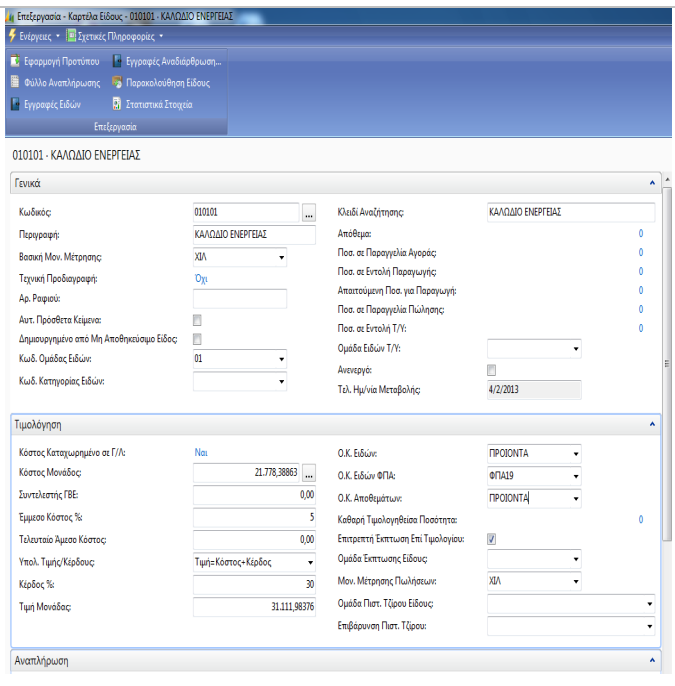 Επεξεργασία - Καρτέλα Είδους - 010101 · ΚΑΛΩΔΙΟ ΕΝΕΡΓΕΙΑΣ
Ενέργειες Σχετικές Πληροφορίες
Εφαρμογή Προτύπου Εγγραφές Αναδιάρθρωση...
Φύλλο Αναπλήρωσης Παρακολούθηση Είδους
Εγγραφές Ειδών Στατιστικά Στοιχεία
Επεξεργασία
010101 · ΚΑΛΩΔΙΟ ΕΝΕΡΓΕΙΑΣ
Γενικά
Κωδικός: 010101 ...
Περιγραφή: ΚΑΛΩΔΙΟ ΕΝΕΡΓΕΙΑΣ
Βασική Μον. Μέτρησης: ΧΙΛ
Τεχνική Προδιαγραφή: Όχι
Αρ. Ραφιού:
Αυτ. Πρόσθετα Κείμενα:
Δημιουργημένο από Μη Αποθηκεύσιμο Είδος:
Κωδ. Ομάδας Ειδών: 01
Κωδ. Κατηγορίας Ειδών:
Κλειδί Αναζήτησης: ΚΑΛΩΔΙΟ ΕΝΕΡΓΕΙΑΣ
Απόθεμα: 0
Ποσ. σε Παραγγελία Αγοράς: 0
Ποσ. σε Εντολή Παραγωγής: 0
Απαιτούμενη Ποσ. για Παραγωγή: 0
Ποσ. σε Παραγγελία Πώλησης: 0
Ποσ. σε Εντολή Τ/Υ: 0
Ομάδα Ειδών Τ/Υ:
Ανενεργό:
Τελ. Ημ/νία Μεταβολής: 4/2/2013
Τιμολόγηση
Κόστος Καταχωρημένο σε Γ/Λ: Ναι
Κόστος Μονάδος: 21.778,38863 ...
Συντελεστής ΓΒΕ: 0,00
Έμμεσο Κόστος %: 5
Τελευταίο Άμεσο Κόστος: 0,00
Υπολ. Τιμής/Κέρδους: Τιμή=Κόστος+Κέρδος
Κέρδος %: 30
Τιμή Μονάδας: 31.111,98376
Ο.Κ. Ειδών: ΠΡΟΙΟΝΤΑ
Ο.Κ. Ειδών ΦΠΑ: ΦΠΑ19
Ο.Κ. Αποθεμάτων: ΠΡΟΙΟΝΤΑ
Καθαρή Τιμολογηθείσα Ποσότητα: 0
Επιτρεπτή Έκπτωση Επί Τιμολογίου:
Ομάδα Έκπτωσης Είδους:
Μον. Μέτρησης Πωλήσεων: ΧΙΛ
Ομάδα Πιστ. Τζίρου Είδους:
Επιβάρυνση Πιστ. Τζίρου:
Αναπλήρωση